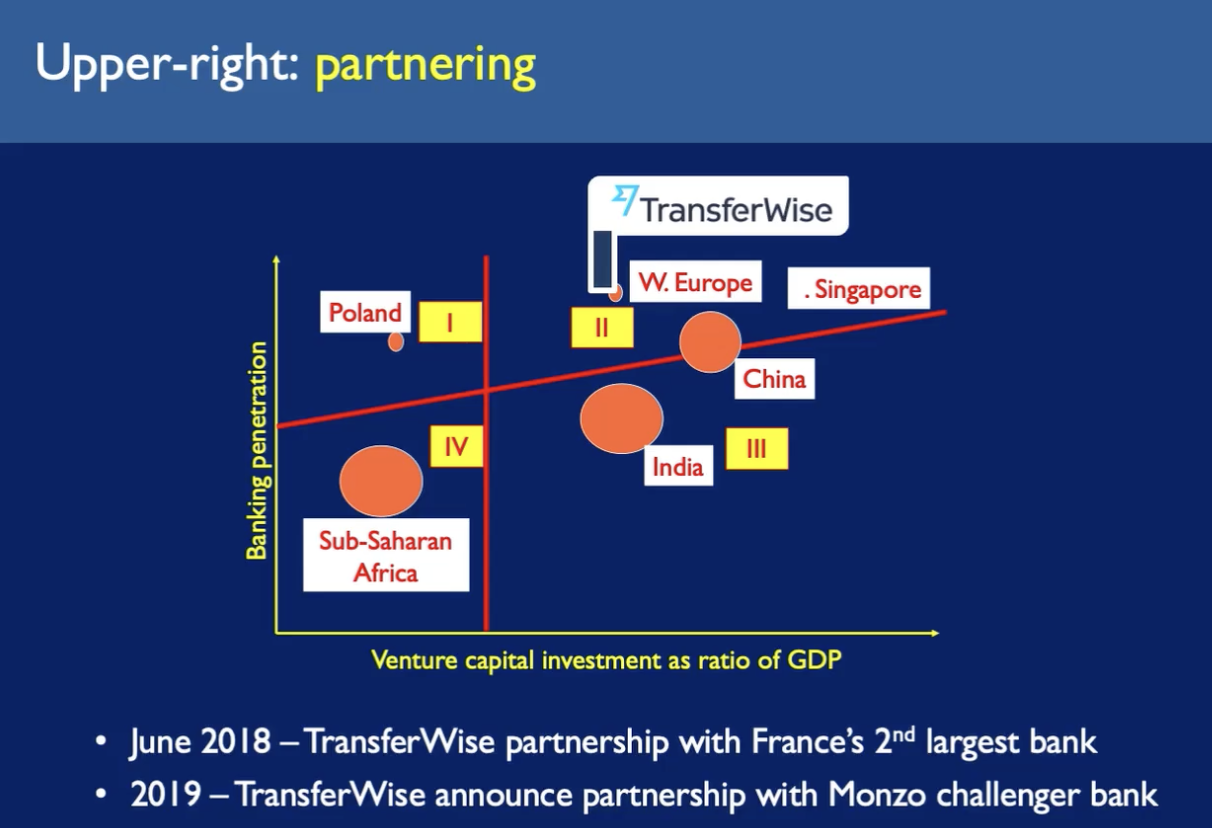 Upper-right: partnering
TransferWise
W. Europe
. Singapore
Poland
I
II
China
IV
III
India
Sub-Saharan
Africa
Banking penetration
Venture capital investment as ratio of GDP
• June 2018 – TransferWise partnership with France's 2nd largest bank
• 2019 – TransferWise announce partnership with Monzo challenger bank